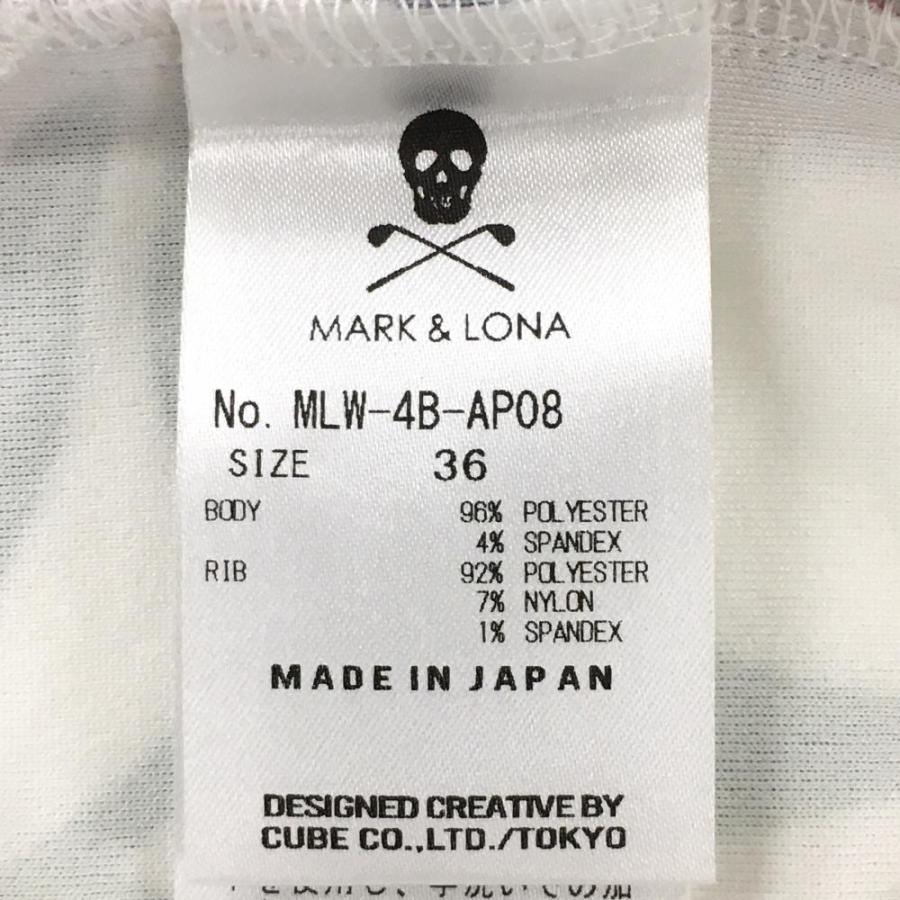 MARK & LONA
No. MLW-4B-AP08
SIZE 36
BODY 96% POLYESTER
4% SPANDEX
RIB 92% POLYESTER
7% NYLON
1% SPANDEX
MADE IN JAPAN
DESIGNED CREATIVE BY
CUBE CO.,LTD./TOKYO